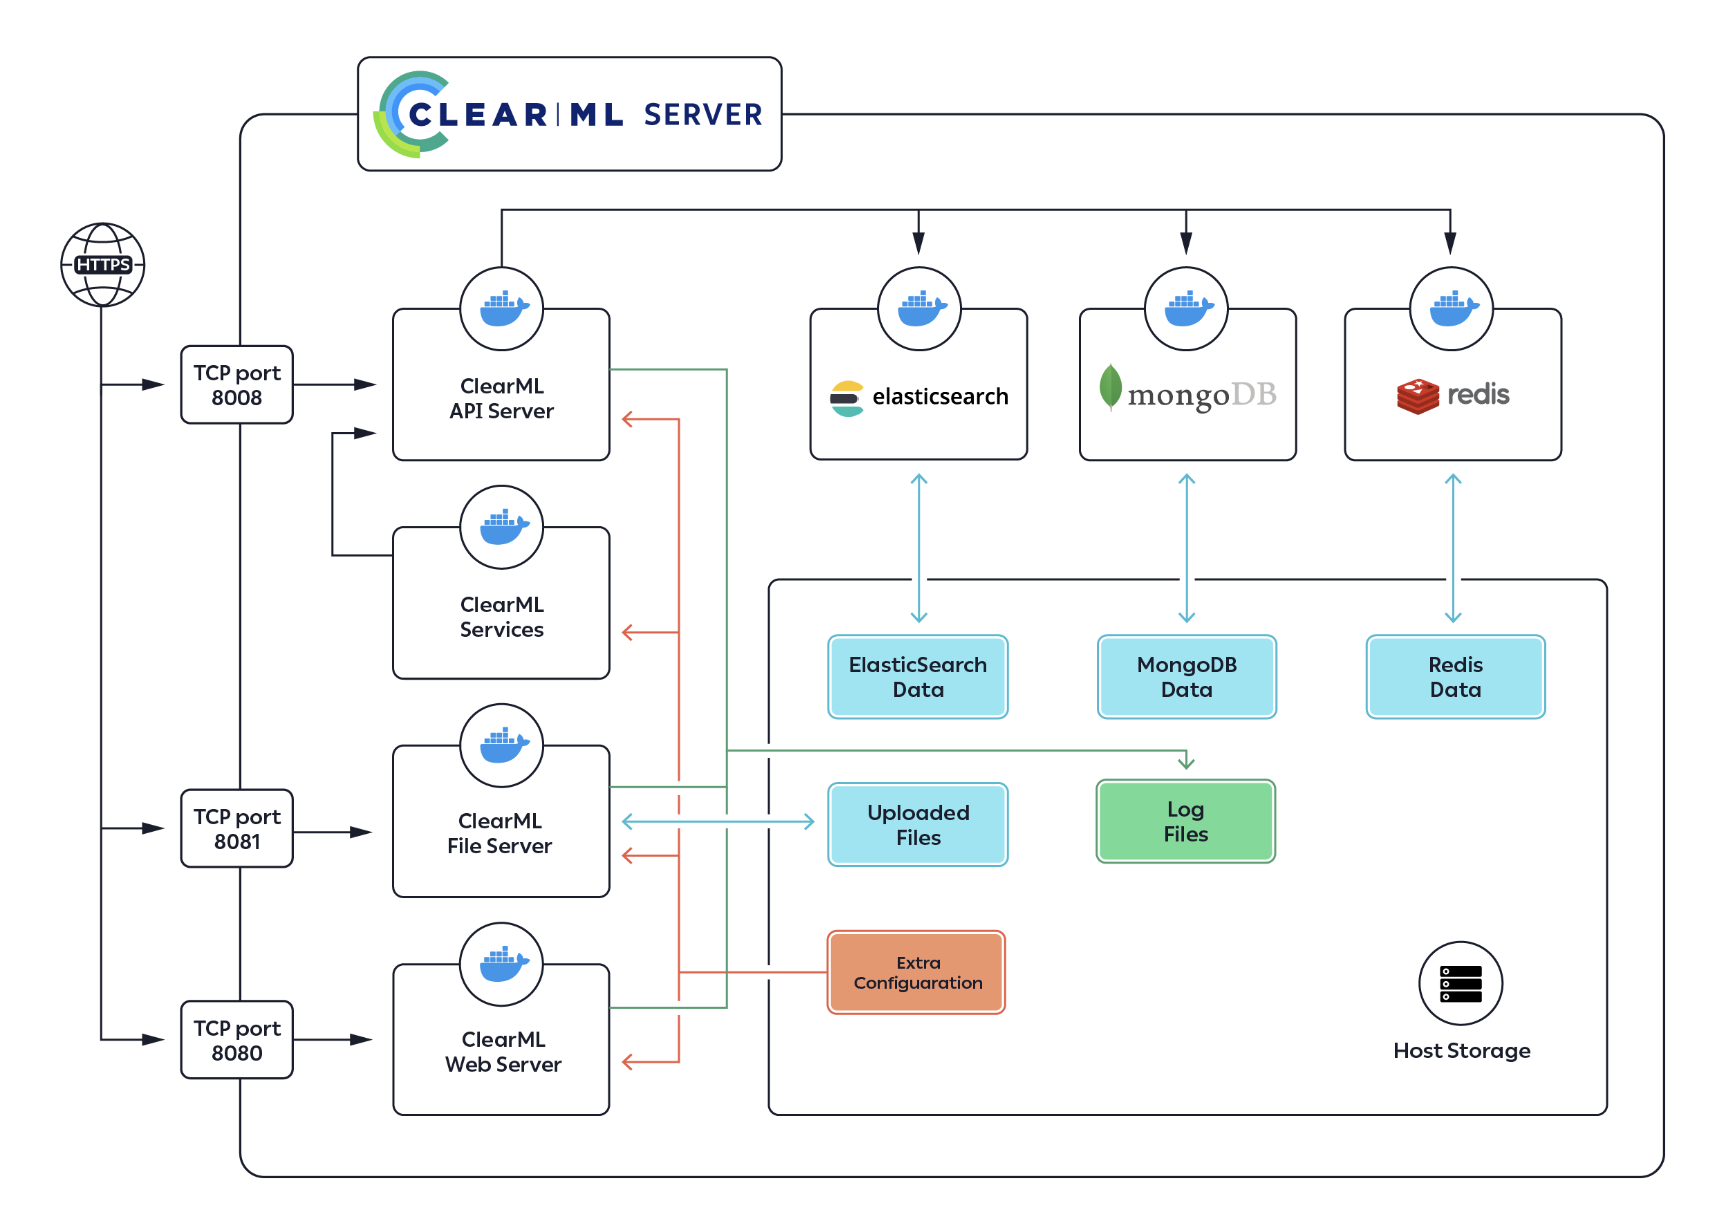 CLEAR|ML SERVER
HTTPS
TCP port
8008
ClearML
API Server
elasticsearch
mongoDB
redis
ClearML
Services
ElasticSearch
Data
MongoDB
Data
Redis
Data
TCP port
8081
ClearML
File Server
Uploaded
Files
Log
Files
Extra
Configuaration
TCP port
8080
ClearML
Web Server
Host Storage